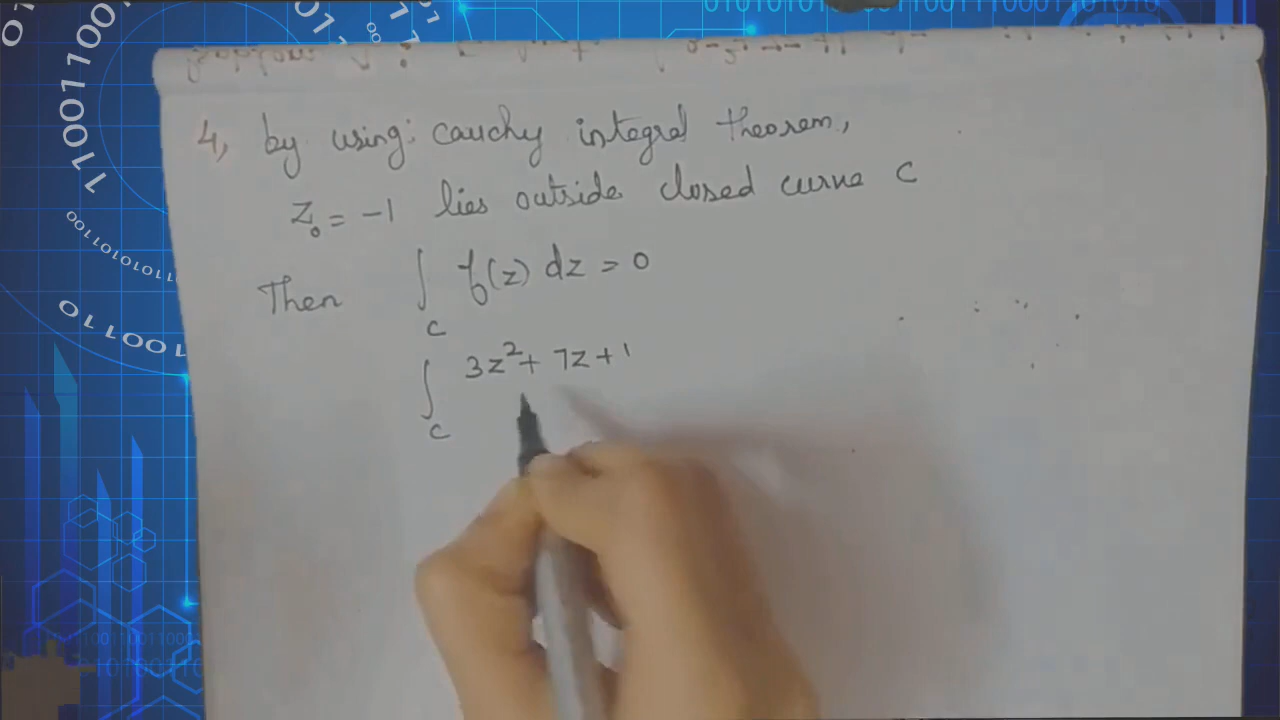 4, by using: cauchy integral theorem,
z₀ = -1 lies outside closed curve C
Then ∫_C f(z) dz = 0
∫_C 3z² + 7z + 1